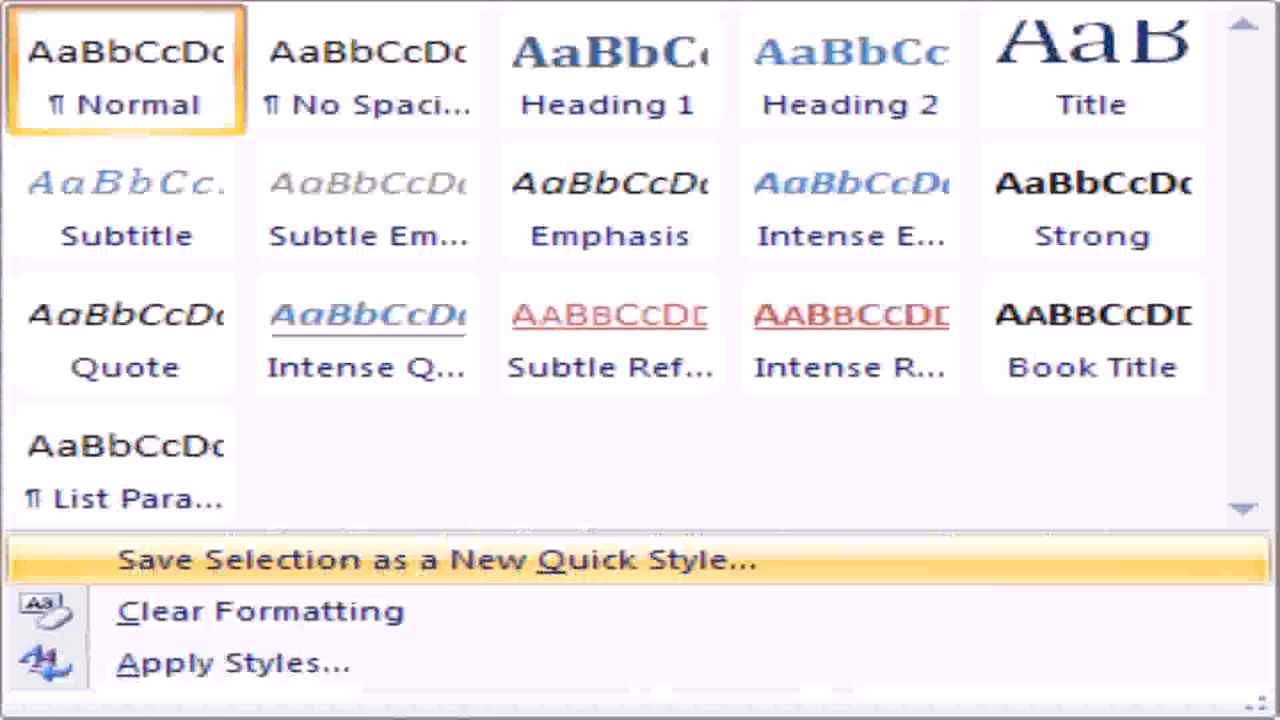 AaBbCcDc AaBbCcDc AaBbC AaBbCc AaB
¶ Normal ¶ No Spaci... Heading 1 Heading 2 Title
AaBbCc. AaBbCcDc AaBbCcDc AaBbCcDc AaBbCcDc
Subtitle Subtle Em... Emphasis Intense E... Strong
AaBbCcDc AaBbCcDc AABBCCDD AABBCCDD AABBCCDD
Quote Intense Q... Subtle Ref... Intense R... Book Title
AaBbCcDc
¶ List Para...
Save Selection as a New Quick Style...
Clear Formatting
Apply Styles...